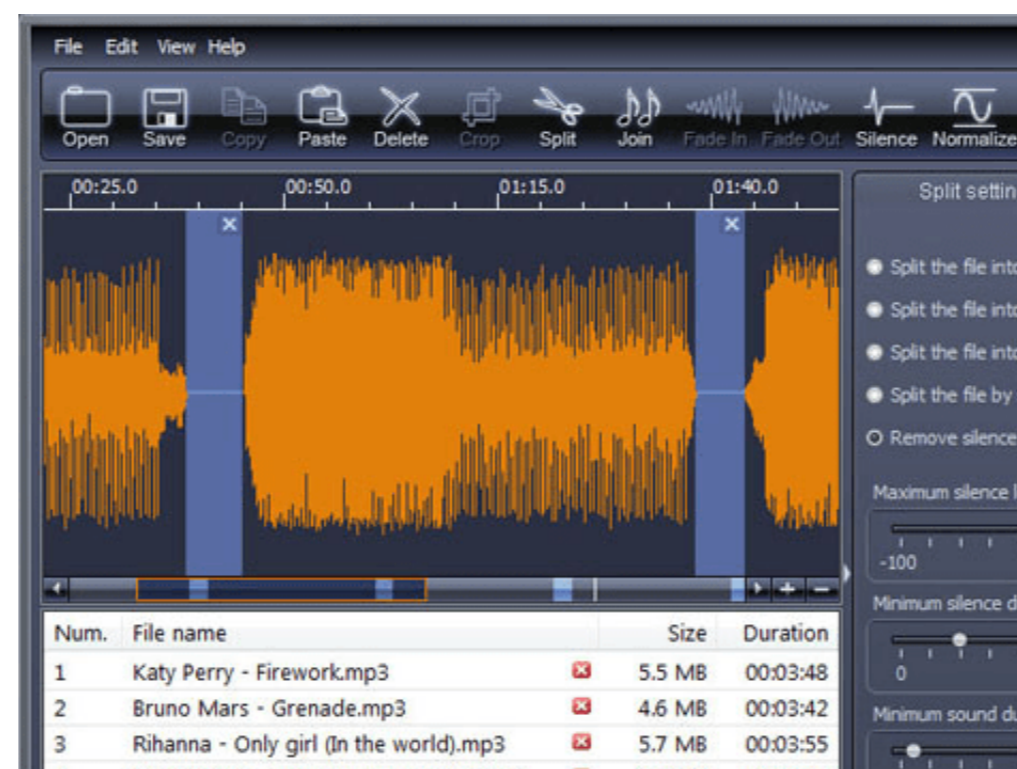 File Edit View Help
Open Save Copy Paste Delete Crop Split Join Fade In Fade Out Silence Normalize
00:25.0 00:50.0 01:15.0 01:40.0
Split settin
Split the file into
Split the file into
Split the file into
Split the file by
Remove silence
Maximum silence l
-100
Minimum silence d
0
Minimum sound du
Num. File name Size Duration
1 Katy Perry - Firework.mp3 5.5 MB 00:03:48
2 Bruno Mars - Grenade.mp3 4.6 MB 00:03:42
3 Rihanna - Only girl (In the world).mp3 5.7 MB 00:03:55